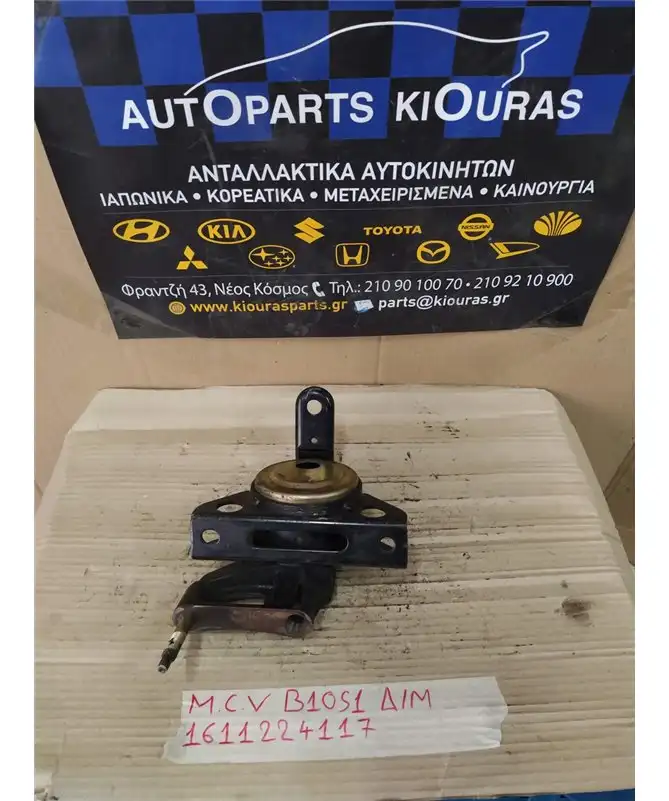 AUTOPARTS KIOURAS
ΑΝΤΑΛΛΑΚΤΙΚΑ ΑΥΤΟΚΙΝΗΤΩΝ
ΙΑΠΩΝΙΚΑ • ΚΟΡΕΑΤΙΚΑ • ΜΕΤΑΧΕΙΡΙΣΜΕΝΑ • ΚΑΙΝΟΥΡΓΙΑ
KIA TOYOTA NISSAN
Φραντζή 43, Νέος Κόσμος Τηλ.: 210 90 100 70 • 210 92 10 900
www.kiourasparts.gr parts@kiouras.gr
M.C.V B10S1 ΔΙΜ
1611224117